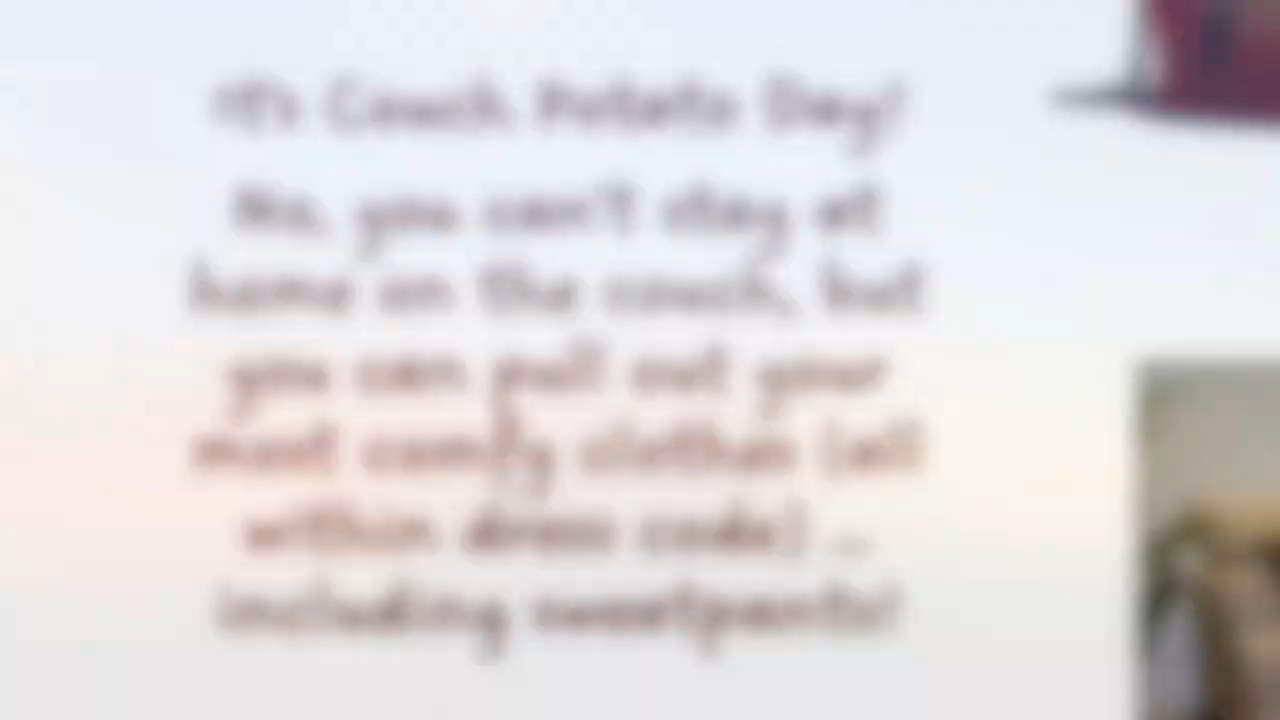 It's Couch Potato Day!
No, you can't stay at
home on the couch, but
you can pull out your
most comfy clothes (all
within dress code) ...
including sweatpants!